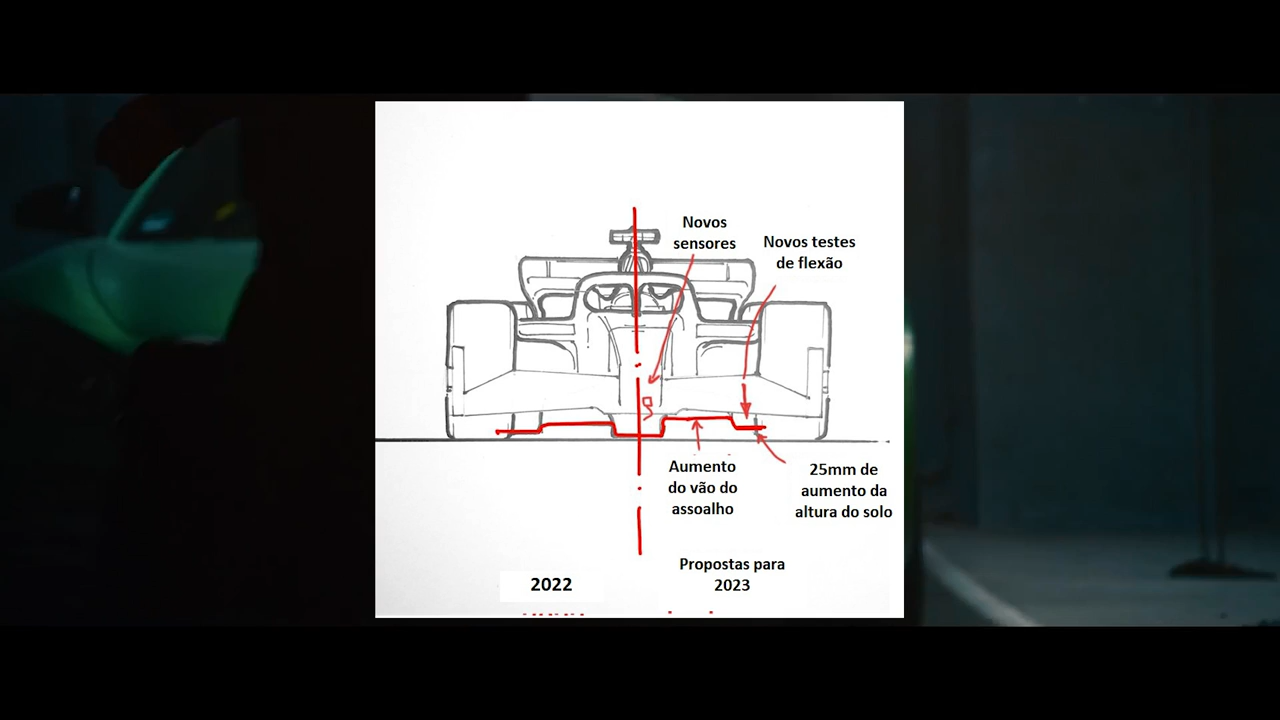 Novos
sensores
Novos testes
de flexão
Aumento
do vão do
assoalho
25mm de
aumento da
altura do solo
2022
Propostas para
2023